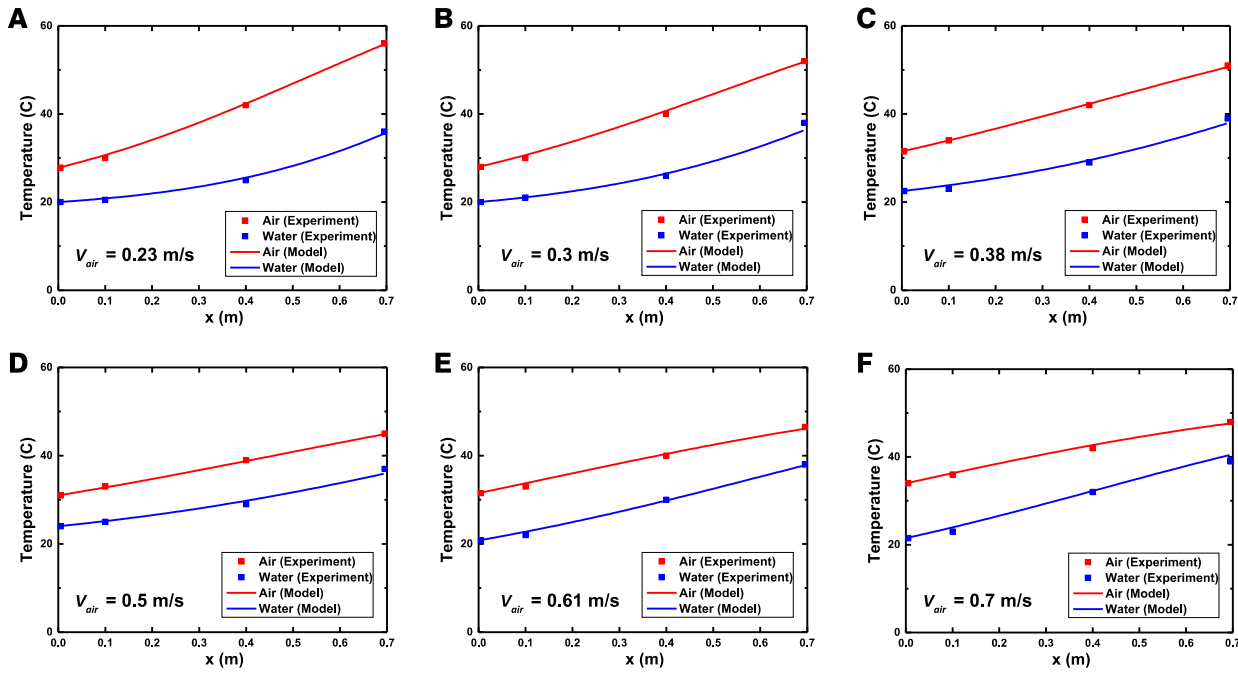 A
Temperature (C)
60
40
20
0
Air (Experiment)
Water (Experiment)
Air (Model)
Water (Model)
V air = 0.23 m/s
0.0 0.1 0.2 0.3 0.4 0.5 0.6 0.7
x (m)
B
Temperature (C)
60
40
20
0
Air (Experiment)
Water (Experiment)
Air (Model)
Water (Model)
V air = 0.3 m/s
0.0 0.1 0.2 0.3 0.4 0.5 0.6 0.7
x (m)
C
Temperature (C)
60
40
20
0
Air (Experiment)
Water (Experiment)
Air (Model)
Water (Model)
V air = 0.38 m/s
0.0 0.1 0.2 0.3 0.4 0.5 0.6 0.7
x (m)
D
Temperature (C)
60
40
20
0
Air (Experiment)
Water (Experiment)
Air (Model)
Water (Model)
V air = 0.5 m/s
0.0 0.1 0.2 0.3 0.4 0.5 0.6 0.7
x (m)
E
Temperature (C)
60
40
20
0
Air (Experiment)
Water (Experiment)
Air (Model)
Water (Model)
V air = 0.61 m/s
0.0 0.1 0.2 0.3 0.4 0.5 0.6 0.7
x (m)
F
Temperature (C)
60
40
20
0
Air (Experiment)
Water (Experiment)
Air (Model)
Water (Model)
V air = 0.7 m/s
0.0 0.1 0.2 0.3 0.4 0.5 0.6 0.7
x (m)